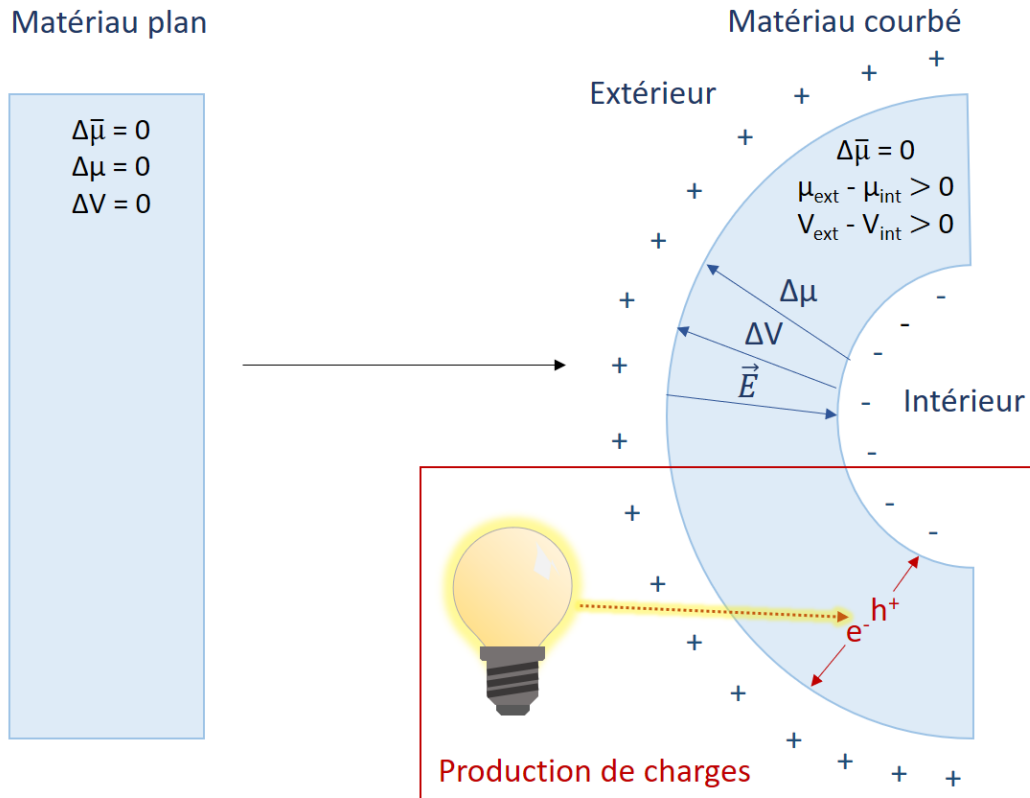 Matériau plan
Δμ̄ = 0
Δμ = 0
ΔV = 0
Matériau courbé
Extérieur
Δμ̄ = 0
μext - μint > 0
Vext - Vint > 0
Δμ
ΔV
E⃗
Intérieur
+ + + + + + + + + + + + + + + + + +
- - - - - - - -
e- h+
Production de charges